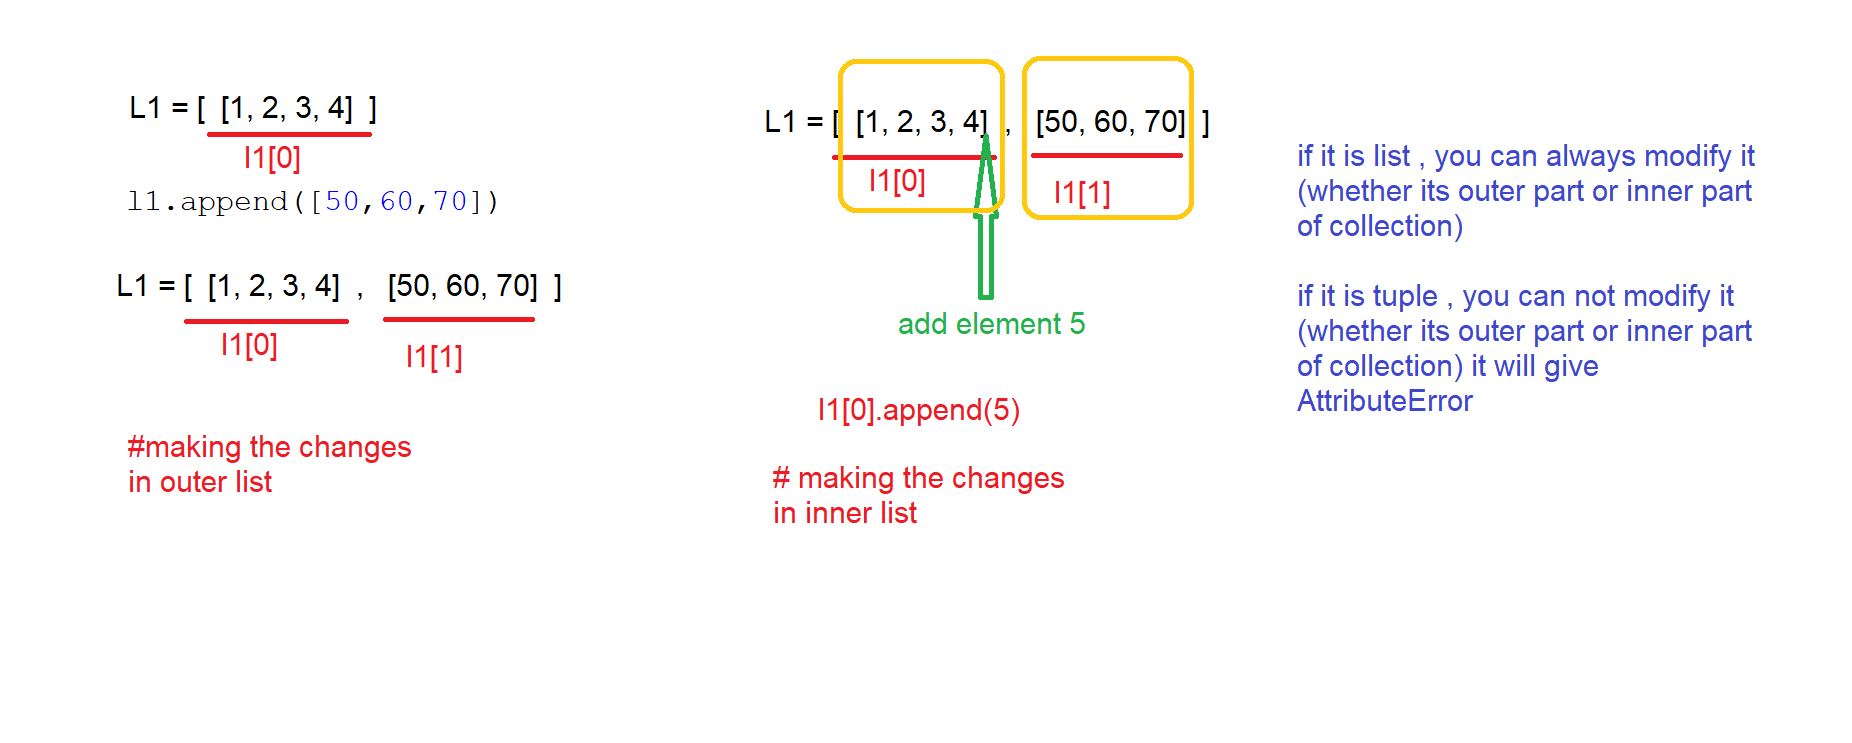 L1 = [ [1, 2, 3, 4] ]
l1[0]
l1.append([50,60,70])
L1 = [ [1, 2, 3, 4] , [50, 60, 70] ]
l1[0]
l1[1]
#making the changes
in outer list
L1 = [ [1, 2, 3, 4] , [50, 60, 70] ]
l1[0]
l1[1]
add element 5
l1[0].append(5)
# making the changes
in inner list
if it is list , you can always modify it
(whether its outer part or inner part
of collection)
if it is tuple , you can not modify it
(whether its outer part or inner part
of collection) it will give
AttributeError